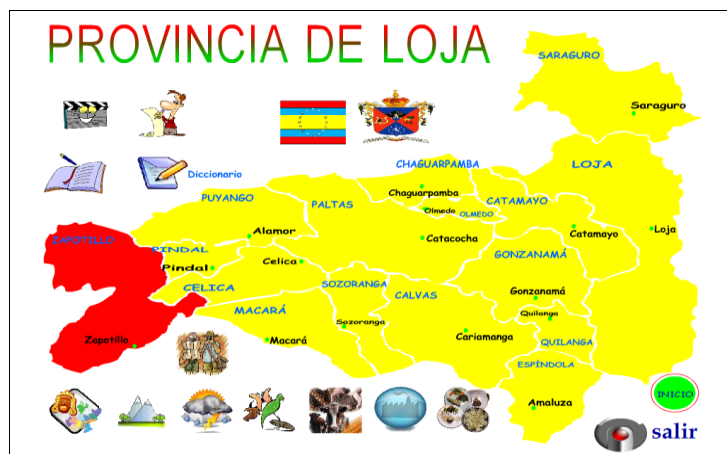 PROVINCIA DE LOJA
SARAGURO
Saraguro
CHAGUARPAMBA
LOJA
Diccionario
Chaguarpamba
PUYANGO
PALTAS
CATAMAYO
Olmedo
OLMEDO
Alamor
Catamayo
Loja
ZAPOTILLO
Catacocha
PINDAL
GONZANAMÁ
Celica
Pindal
CELICA
SOZORANGA
CALVAS
Gonzanamá
MACARÁ
Quilanga
Sozoranga
Cariamanga
Zapotillo
Macará
QUILANGA
ESPÍNDOLA
INICIO
Amaluza
salir